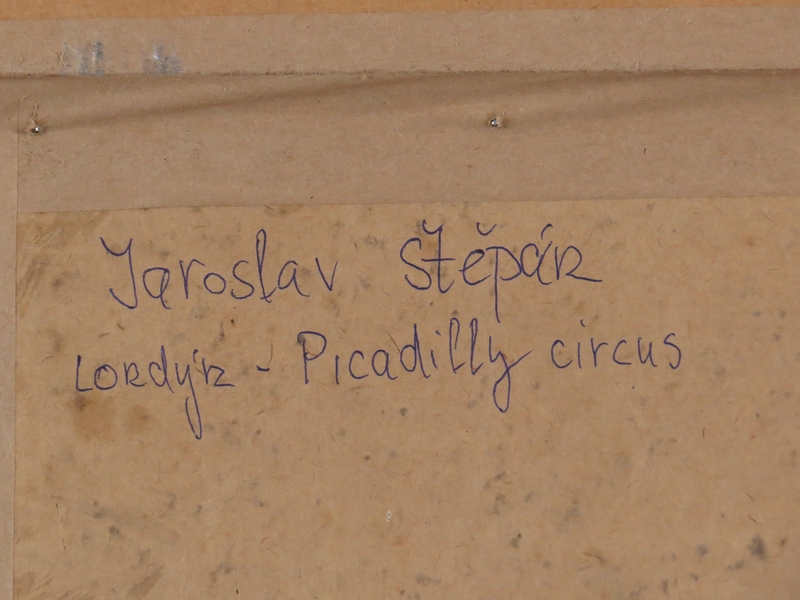 Jaroslav Štěpán
Londýn - Picadilly circus